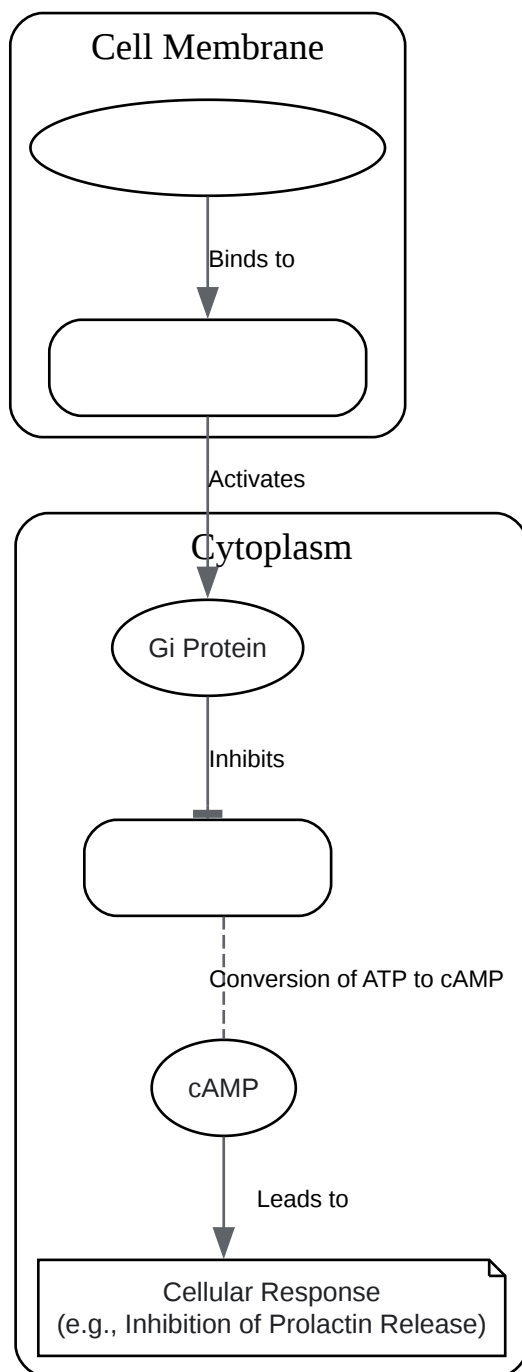 Cell Membrane
Binds to
Activates
Cytoplasm
Gi Protein
Inhibits
Conversion of ATP to cAMP
cAMP
Leads to
Cellular Response
(e.g., Inhibition of Prolactin Release)